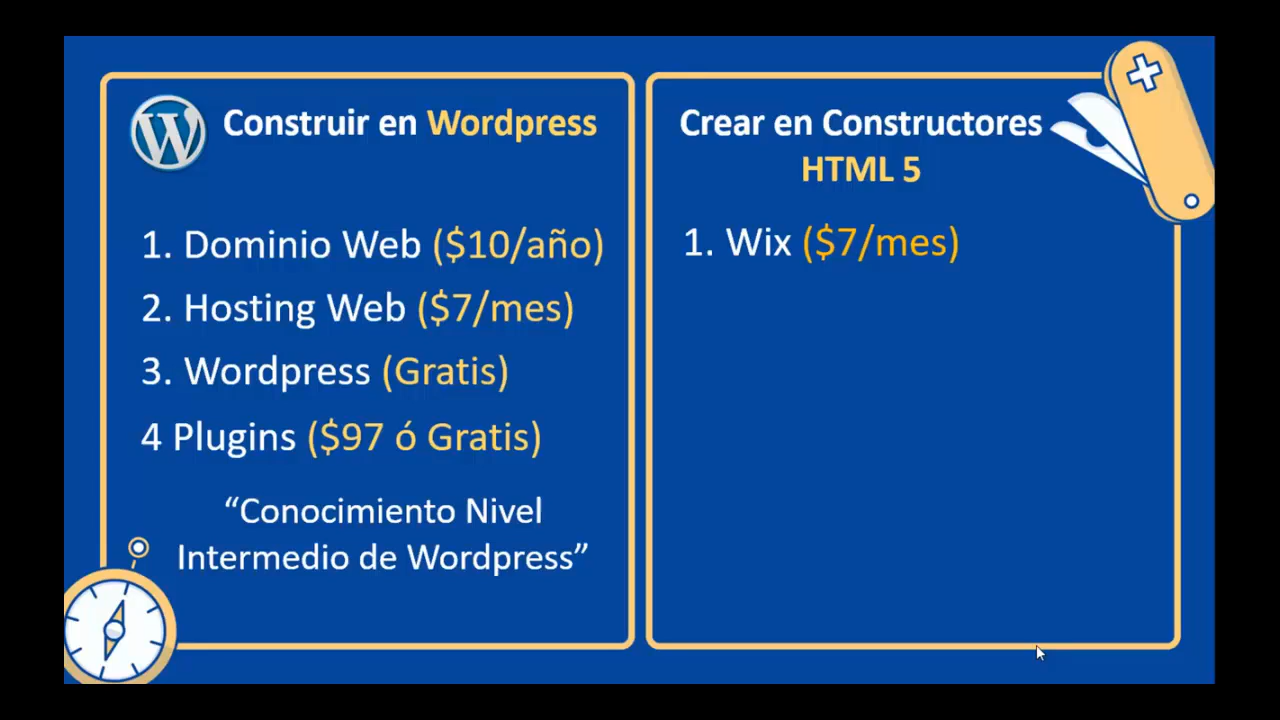 Construir en Wordpress
1. Dominio Web ($10/año)
2. Hosting Web ($7/mes)
3. Wordpress (Gratis)
4 Plugins ($97 ó Gratis)
“Conocimiento Nivel
Intermedio de Wordpress”
Crear en Constructores
HTML 5
1. Wix ($7/mes)